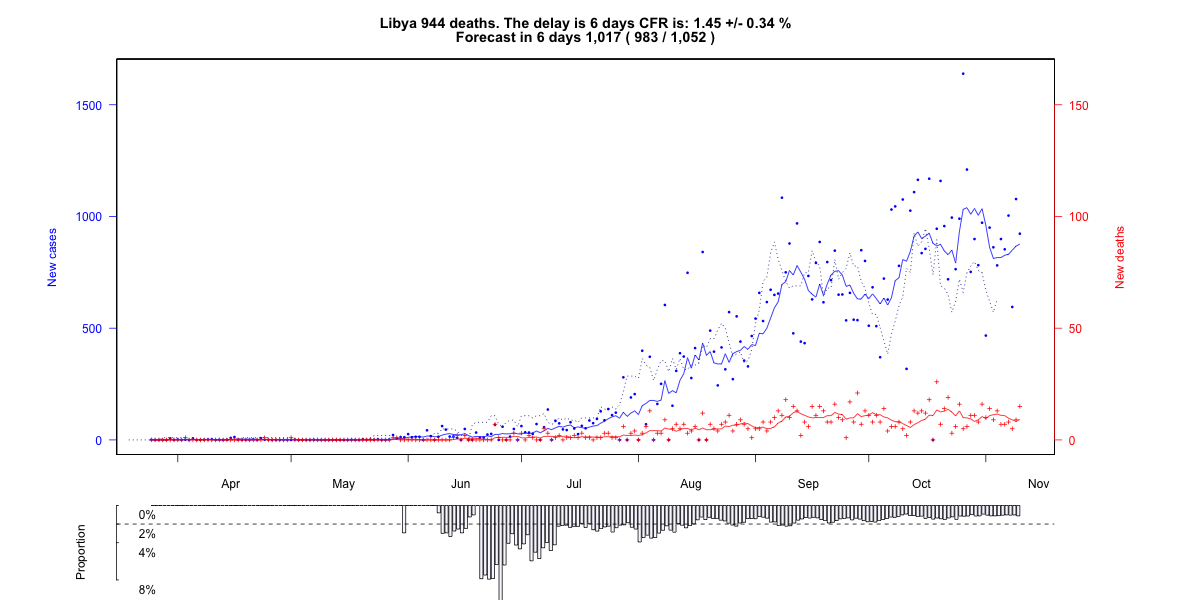 Libya 944 deaths. The delay is 6 days CFR is: 1.45 +/- 0.34 %
Forecast in 6 days 1,017 ( 983 / 1,052 )
1500
1000
500
0
New cases
150
100
50
0
New deaths
Apr May Jun Jul Aug Sep Oct Nov
Proportion
0%
2%
4%
8%